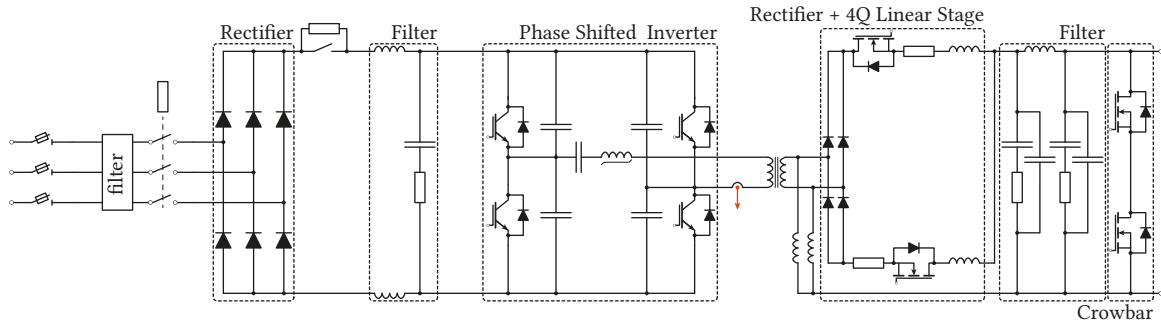 Rectifier + 4Q Linear Stage
Rectifier
Filter
Phase Shifted Inverter
Filter
filter
Crowbar